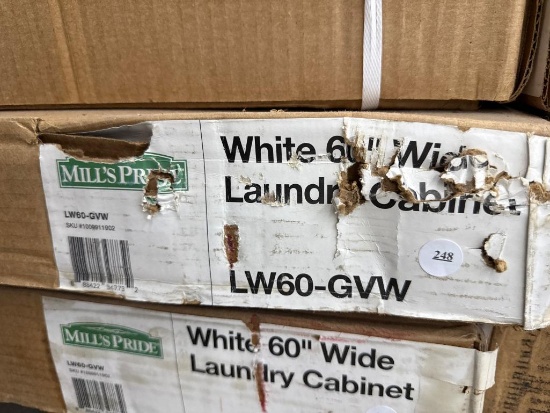 MILL'S PRIDE
LW60-GVW
White 60" Wide
Laundry Cabinet
LW60-GVW
248
MILL'S PRIDE
LW60-GVW
White 60" Wide
Laundry Cabinet